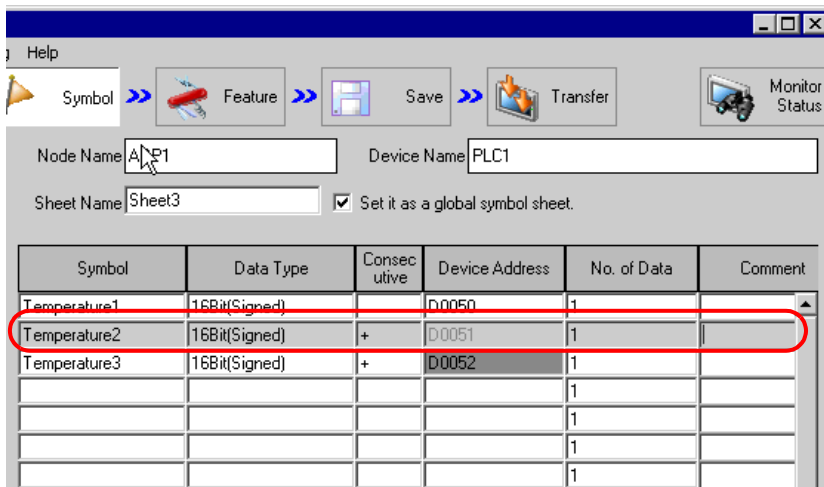 g Help
Symbol Feature Save Transfer Monitor Status
Node Name A P1 Device Name PLC1
Sheet Name Sheet3 Set it as a global symbol sheet.
Symbol Data Type Consec utive Device Address No. of Data Comment
Temperature1 16Bit(Signed) D0050 1
Temperature2 16Bit(Signed) + D0051 1
Temperature3 16Bit(Signed) + D0052 1
1
1
1
1